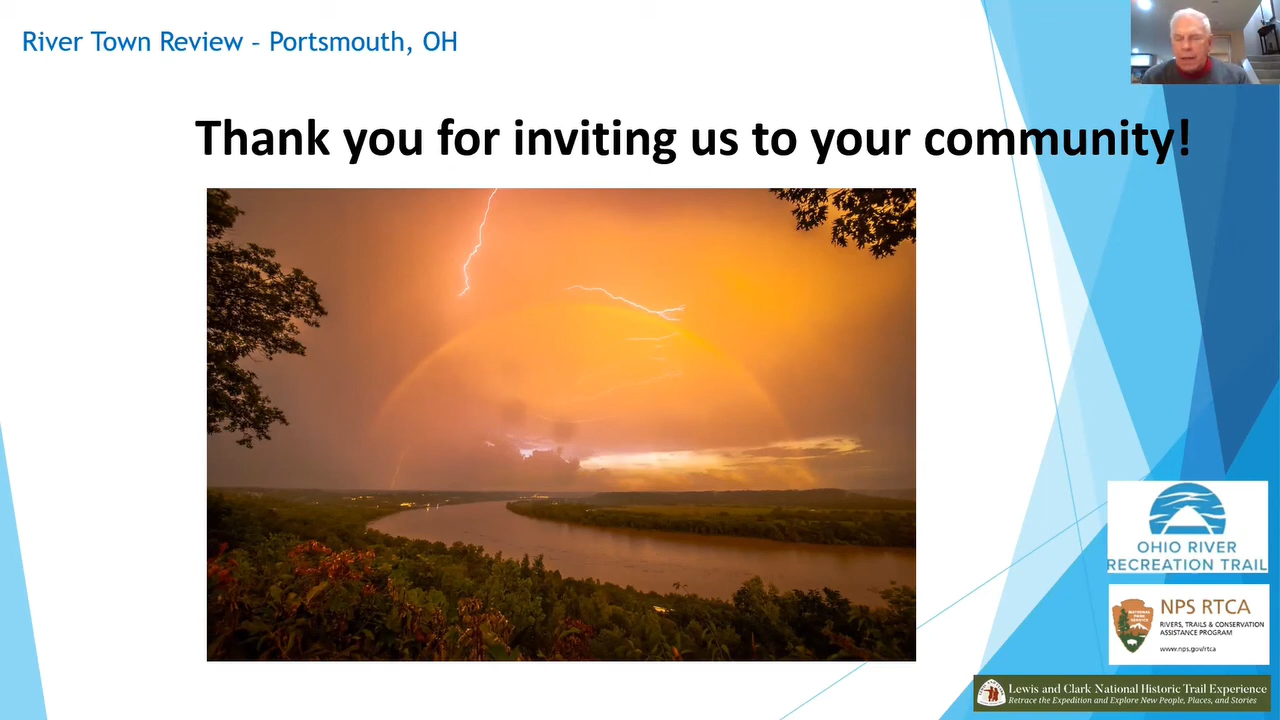 River Town Review - Portsmouth, OH
Thank you for inviting us to your community!
OHIO RIVER
RECREATION TRAIL
NPS RTCA
RIVERS, TRAILS & CONSERVATION
ASSISTANCE PROGRAM
www.nps.gov/rtca
Lewis and Clark National Historic Trail Experience
Retrace the Expedition and Explore New People, Places, and Stories